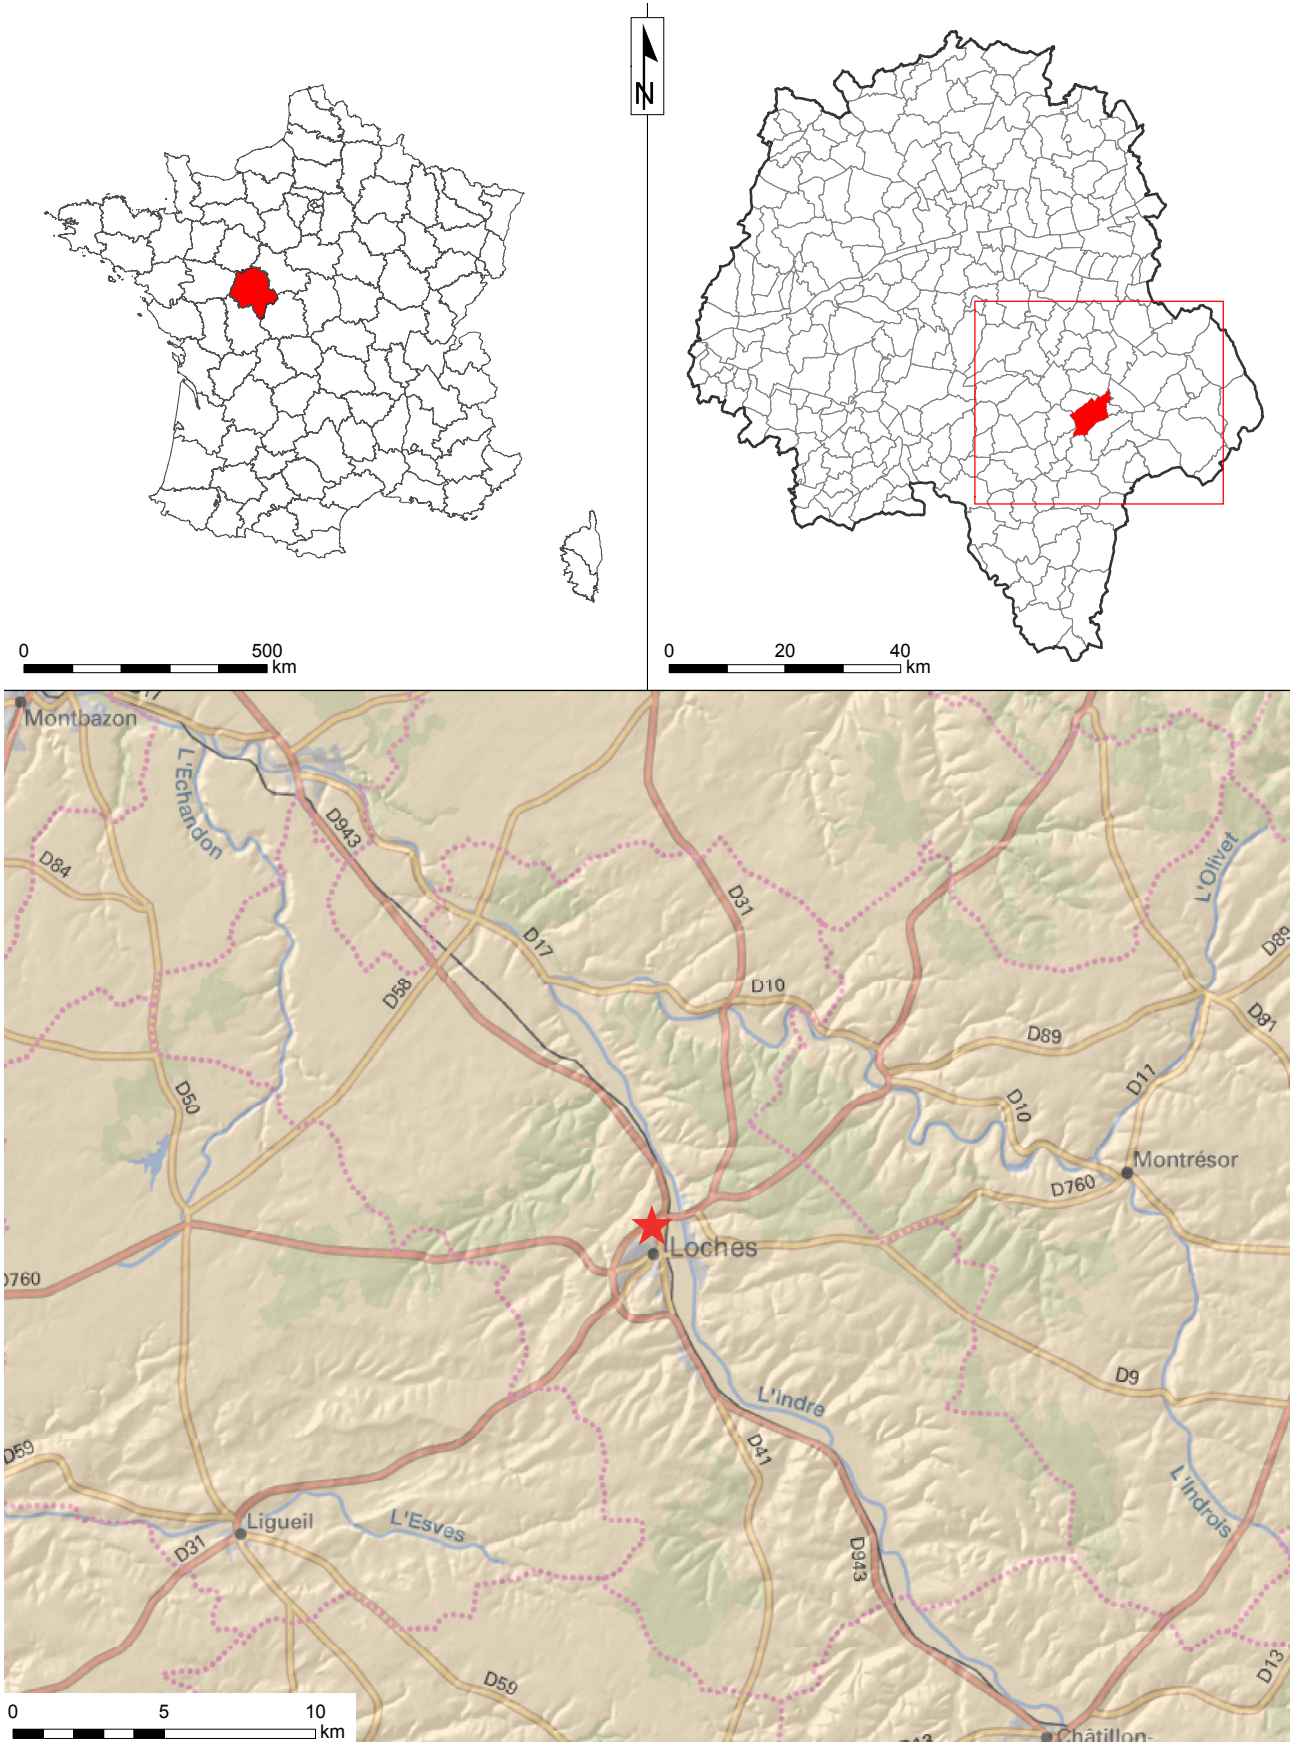 N
0
500
km
0
20
40
km
Montbazon
L'Echandon
D943
D84
D31
L'Olivet
D17
D89
D58
D10
D81
D89
D50
D11
D10
Montrésor
D760
Loches
D760
D9
L'Indre
D41
D59
L'Indrois
Ligueil
L'Esves
D31
D943
D59
D13
0
5
10
km
Châtillon-